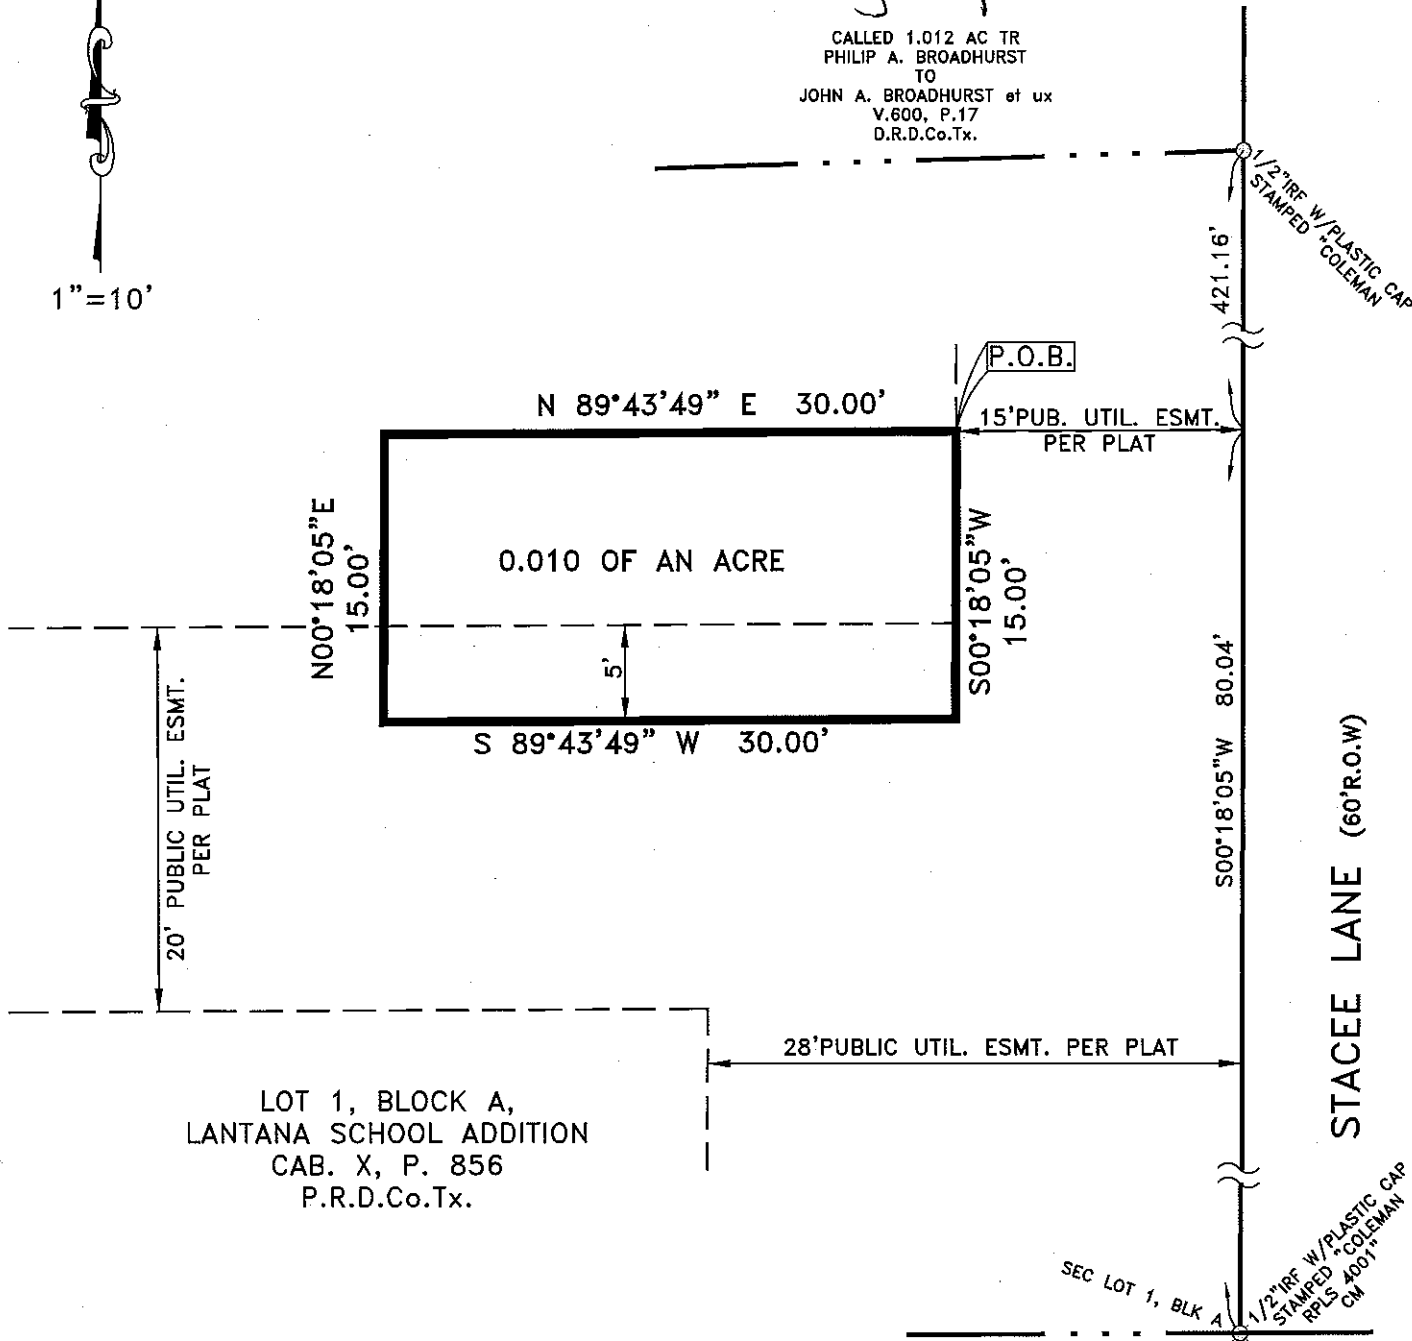 CALLED 1.012 AC TR
PHILIP A. BROADHURST
TO
JOHN A. BROADHURST et ux
V.600, P.17
D.R.D.Co.Tx.
1/2"IRF W/PLASTIC CAP
STAMPED "COLEMAN
421.16'
1"=10'
P.O.B.
N 89°43'49" E 30.00'
15'PUB. UTIL. ESMT.
PER PLAT
N00°18'05"E
15.00'
0.010 OF AN ACRE
S00°18'05"W
15.00'
5'
S 89°43'49" W 30.00'
20' PUBLIC UTIL. ESMT.
PER PLAT
S00°18'05"W 80.04'
STACEE LANE (60'R.O.W)
28'PUBLIC UTIL. ESMT. PER PLAT
LOT 1, BLOCK A,
LANTANA SCHOOL ADDITION
CAB. X, P. 856
P.R.D.Co.Tx.
SEC LOT 1, BLK A
1/2"IRF W/PLASTIC CAP
STAMPED "COLEMAN
RPLS 4001"
CM